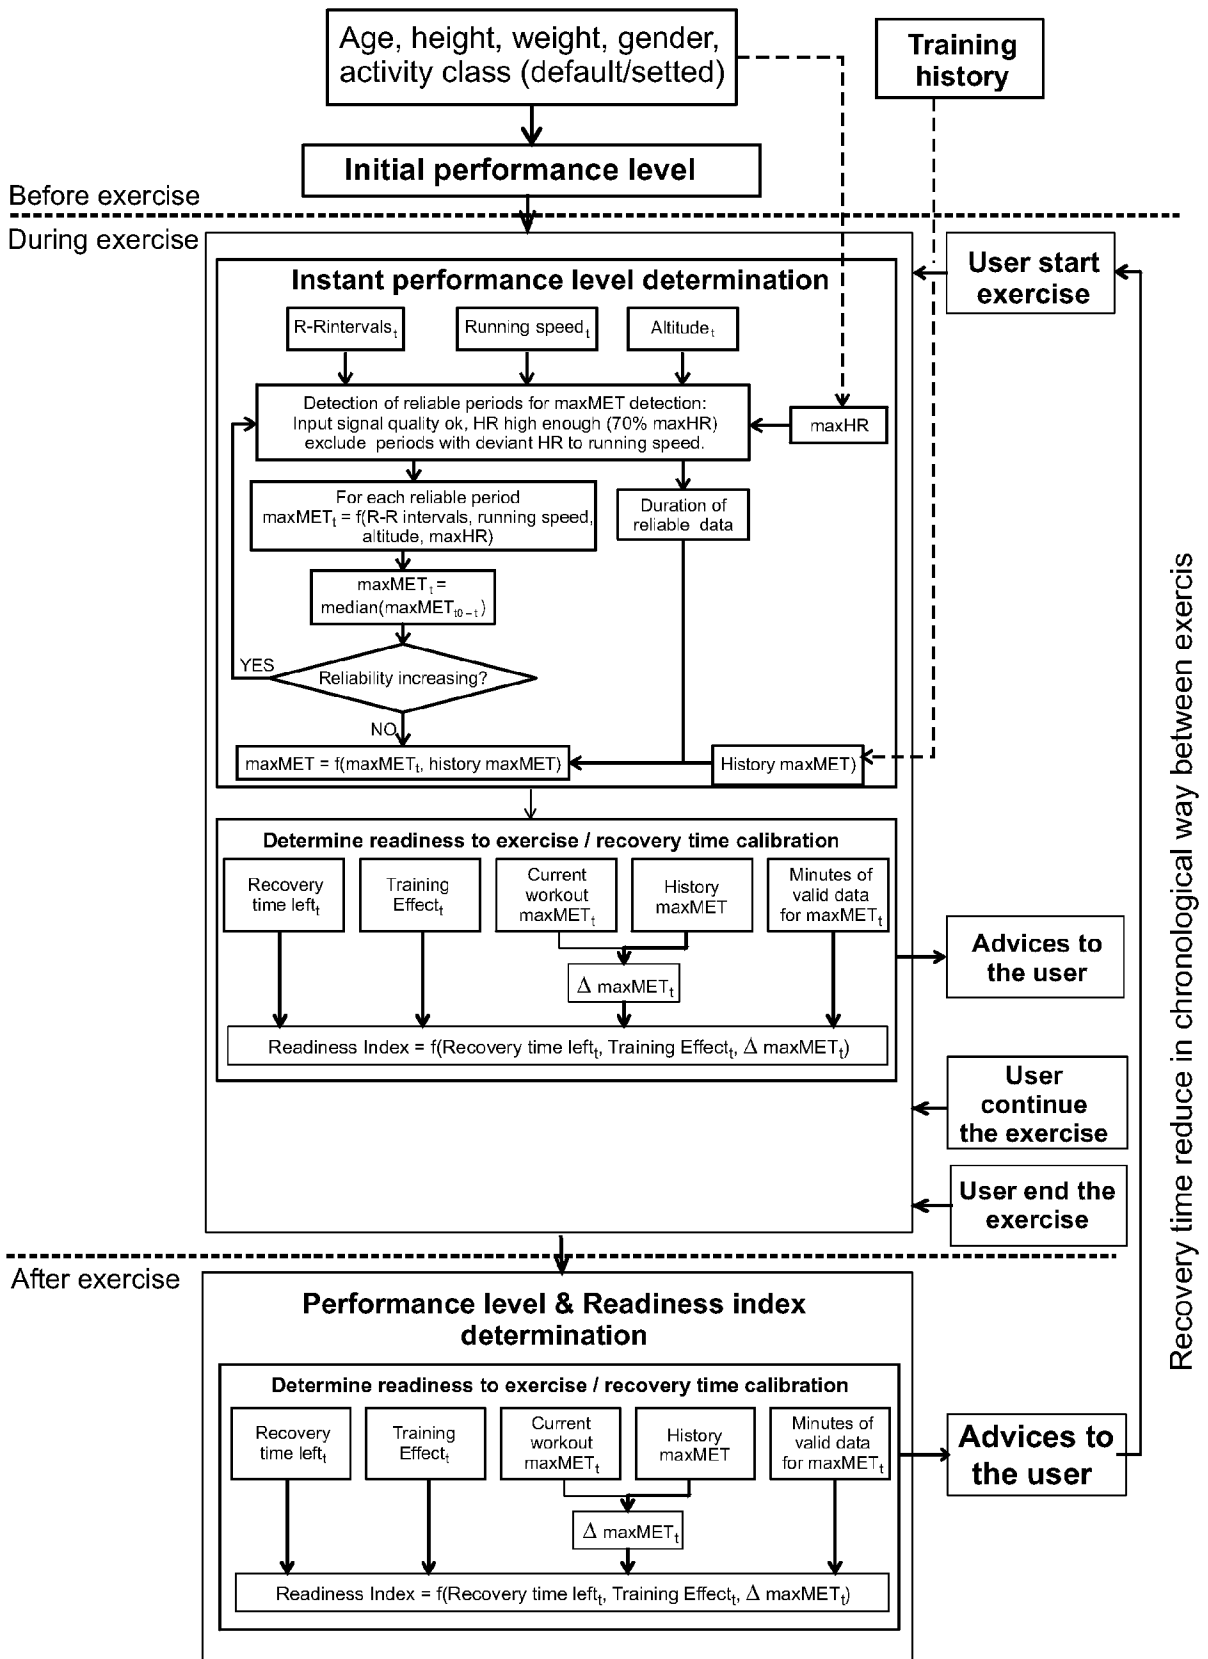 Age, height, weight, gender,
activity class (default/setted)
Training
history
Initial performance level
Before exercise
During exercise
User start
exercise
Instant performance level determination
R-Rintervalsₜ
Running speedₜ
Altitudeₜ
Detection of reliable periods for maxMET detection:
Input signal quality ok, HR high enough (70% maxHR)
exclude periods with deviant HR to running speed.
maxHR
For each reliable period
maxMETₜ = f(R-R intervals, running speed,
altitude, maxHR)
Duration of
reliable data
maxMETₜ =
median(maxMETt0–t)
YES
Reliability increasing?
NO
maxMET = f(maxMETₜ, history maxMET)
History maxMET)
Determine readiness to exercise / recovery time calibration
Recovery
time leftₜ
Training
Effectₜ
Current
workout
maxMETₜ
History
maxMET
Minutes of
valid data
for maxMETₜ
Δ maxMETₜ
Readiness Index = f(Recovery time leftₜ, Training Effectₜ, Δ maxMETₜ)
Advices to
the user
User
continue
the exercise
User end the
exercise
Recovery time reduce in chronological way between exercis
After exercise
Performance level & Readiness index
determination
Determine readiness to exercise / recovery time calibration
Recovery
time leftₜ
Training
Effectₜ
Current
workout
maxMETₜ
History
maxMET
Minutes of
valid data
for maxMETₜ
Δ maxMETₜ
Readiness Index = f(Recovery time leftₜ, Training Effectₜ, Δ maxMETₜ)
Advices to
the user